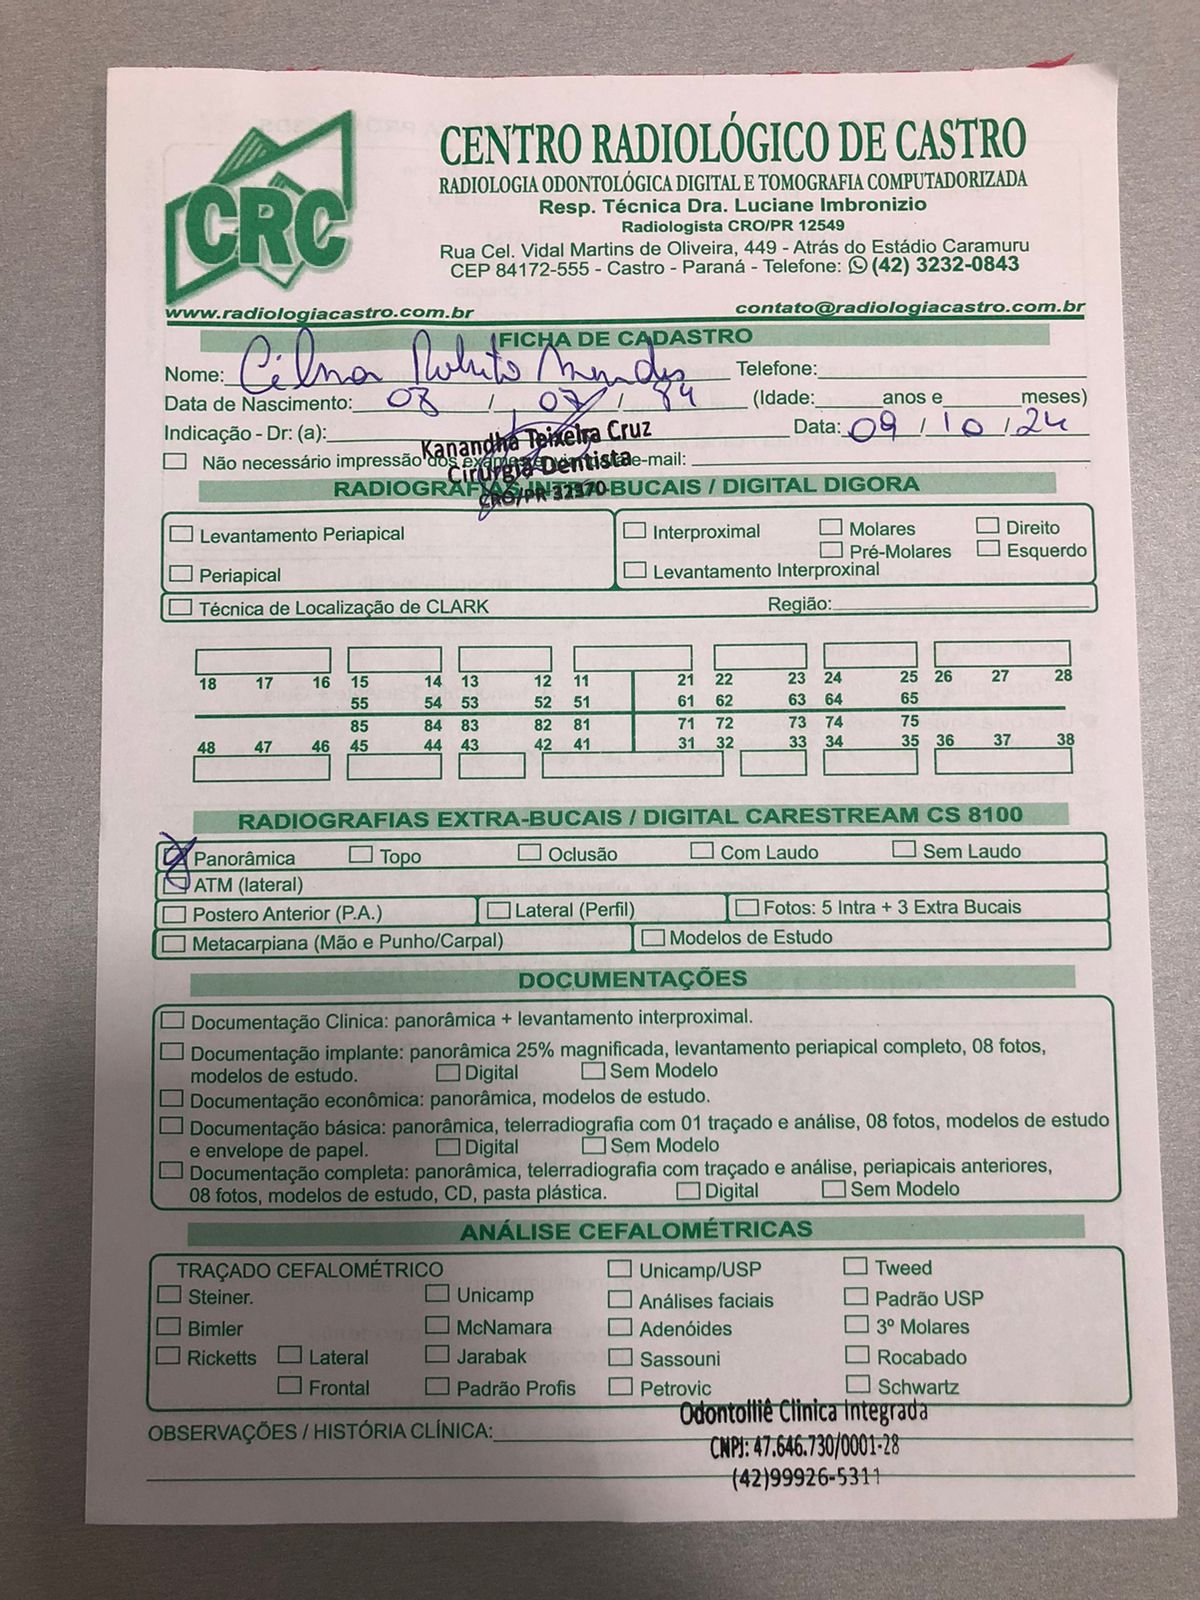 CRC
CENTRO RADIOLÓGICO DE CASTRO
RADIOLOGIA ODONTOLÓGICA DIGITAL E TOMOGRAFIA COMPUTADORIZADA
Resp. Técnica Dra. Luciane Imbronizio
Radiologista CRO/PR 12549
Rua Cel. Vidal Martins de Oliveira, 449 - Atrás do Estádio Caramuru
CEP 84172-555 - Castro - Paraná - Telefone: (42) 3232-0843
www.radiologiacastro.com.br contato@radiologiacastro.com.br
FICHA DE CADASTRO
Nome: Roberto Mendes Telefone:
Data de Nascimento: 08 / 07 / 84 (Idade: anos e meses)
Indicação - Dr: (a): Data: 09 / 10 / 24
Kanandha Teixeira Cruz
Não necessário impressão dos e-mail:
Cirurgiã Dentista
CRO/PR 32370
RADIOGRAFIAS INTRA-BUCAIS / DIGITAL DIGORA
Levantamento Periapical Interproximal Molares Direito
Pré-Molares Esquerdo
Periapical Levantamento Interproxinal
Técnica de Localização de CLARK Região:
18 17 16 15 14 13 12 11 21 22 23 24 25 26 27 28
55 54 53 52 51 61 62 63 64 65
85 84 83 82 81 71 72 73 74 75
48 47 46 45 44 43 42 41 31 32 33 34 35 36 37 38
RADIOGRAFIAS EXTRA-BUCAIS / DIGITAL CARESTREAM CS 8100
Panorâmica Topo Oclusão Com Laudo Sem Laudo
ATM (lateral)
Postero Anterior (P.A.) Lateral (Perfil) Fotos: 5 Intra + 3 Extra Bucais
Metacarpiana (Mão e Punho/Carpal) Modelos de Estudo
DOCUMENTAÇÕES
Documentação Clinica: panorâmica + levantamento interproximal.
Documentação implante: panorâmica 25% magnificada, levantamento periapical completo, 08 fotos,
modelos de estudo. Digital Sem Modelo
Documentação econômica: panorâmica, modelos de estudo.
Documentação básica: panorâmica, telerradiografia com 01 traçado e análise, 08 fotos, modelos de estudo
e envelope de papel. Digital Sem Modelo
Documentação completa: panorâmica, telerradiografia com traçado e análise, periapicais anteriores,
08 fotos, modelos de estudo, CD, pasta plástica. Digital Sem Modelo
ANÁLISE CEFALOMÉTRICAS
TRAÇADO CEFALOMÉTRICO Unicamp/USP Tweed
Steiner. Unicamp Análises faciais Padrão USP
Bimler McNamara Adenóides 3º Molares
Ricketts Lateral Jarabak Sassouni Rocabado
Frontal Padrão Profis Petrovic Schwartz
Odontolliê Clinica Integrada
OBSERVAÇÕES / HISTÓRIA CLÍNICA:
CNPJ: 47.646.730/0001-28
(42)99926-5311